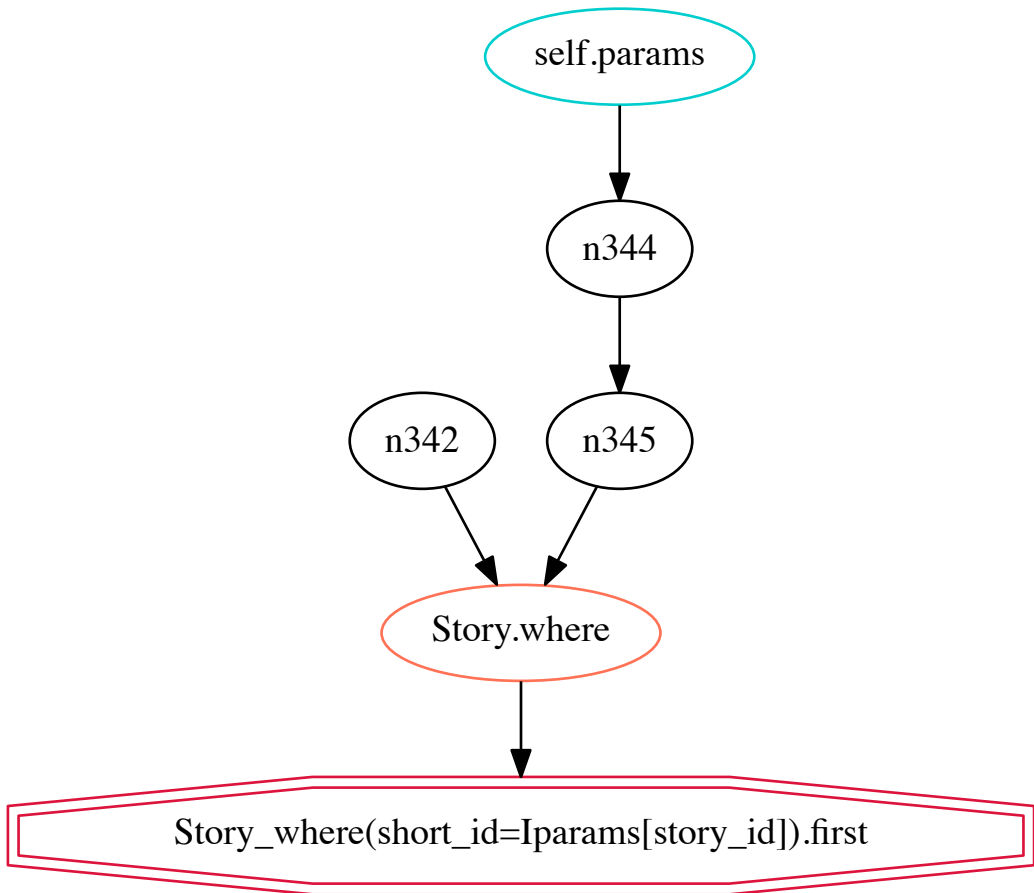 self.params
n344
n342
n345
Story.where
Story_where(short_id=Iparams[story_id]).first